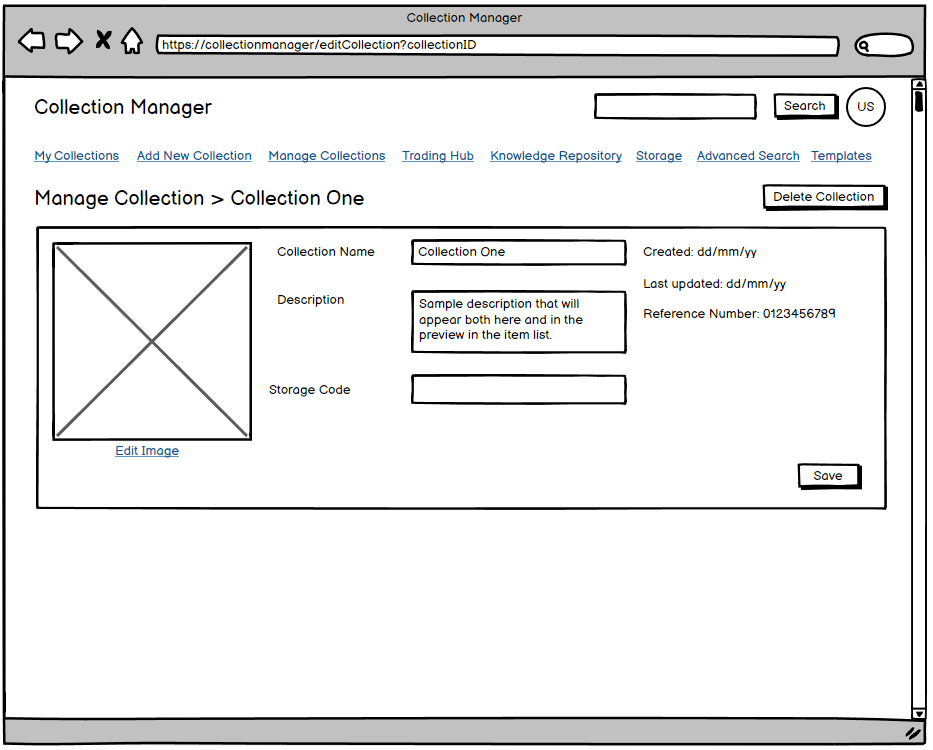 Collection Manager
https://collectionmanager/editCollection?collectionID
Collection Manager
Search
US
My Collections Add New Collection Manage Collections Trading Hub Knowledge Repository Storage Advanced Search Templates
Manage Collection > Collection One
Delete Collection
Collection Name
Collection One
Created: dd/mm/yy
Last updated: dd/mm/yy
Description
Sample description that will
appear both here and in the
preview in the item list.
Reference Number: 0123456789
Storage Code
Edit Image
Save